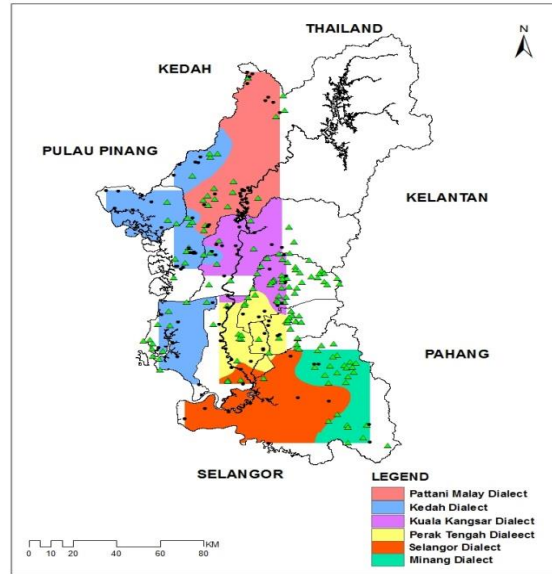 THAILAND
N
KEDAH
PULAU PINANG
KELANTAN
PAHANG
SELANGOR
LEGEND
Pattani Malay Dialect
Kedah Dialect
Kuala Kangsar Dialect
Perak Tengah Dialeect
Selangor Dialect
Minang Dialect
0 5 10 20 40 60 80
KM